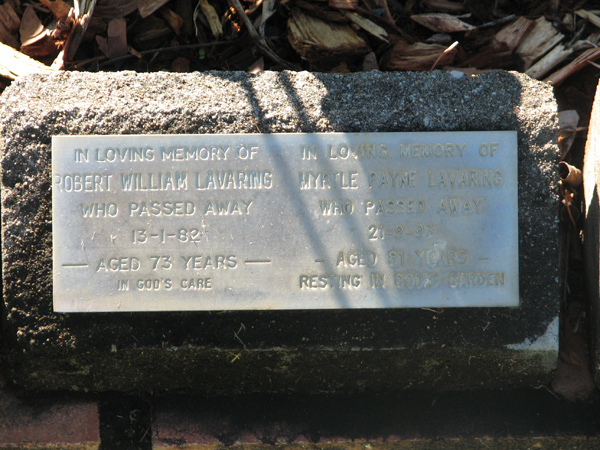 IN LOVING MEMORY OF
ROBERT WILLIAM LAVARING
WHO PASSED AWAY
13-1-82
— AGED 73 YEARS —
IN GOD'S CARE
IN LOVING MEMORY OF
MYRTLE LAVARING
WHO PASSED AWAY
— AGED 81 YEARS —
RESTING IN GOD'S GARDEN